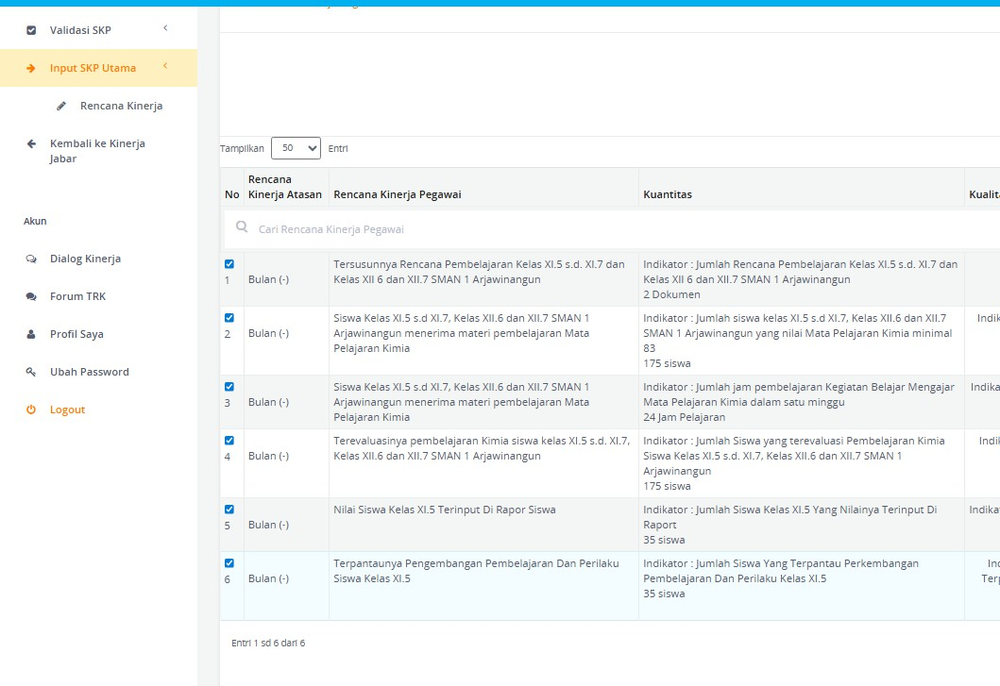 Validasi SKP
Input SKP Utama
Rencana Kinerja
Kembali ke Kinerja
Jabar
Akun
Dialog Kinerja
Forum TRK
Profil Saya
Ubah Password
Logout
Tampilkan 50 Entri
No
Rencana
Kinerja Atasan
Rencana Kinerja Pegawai
Kuantitas
Kualita
Cari Rencana Kinerja Pegawai
1
Bulan (-)
Tersusunnya Rencana Pembelajaran Kelas XI.5 s.d. XI.7 dan
Kelas XII 6 dan XII.7 SMAN 1 Arjawinangun
Indikator : Jumlah Rencana Pembelajaran Kelas XI.5 s.d. XI.7 dan
Kelas XII 6 dan XII.7 SMAN 1 Arjawinangun
2 Dokumen
2
Bulan (-)
Siswa Kelas XI.5 s.d XI.7, Kelas XII.6 dan XII.7 SMAN 1
Arjawinangun menerima materi pembelajaran Mata
Pelajaran Kimia
Indikator : Jumlah siswa kelas XI.5 s.d XI.7, Kelas XII.6 dan XII.7
SMAN 1 Arjawinangun yang nilai Mata Pelajaran Kimia minimal
83
175 siswa
Indik
3
Bulan (-)
Siswa Kelas XI.5 s.d XI.7, Kelas XII.6 dan XII.7 SMAN 1
Arjawinangun menerima materi pembelajaran Mata
Pelajaran Kimia
Indikator : Jumlah jam pembelajaran Kegiatan Belajar Mengajar
Mata Pelajaran Kimia dalam satu minggu
24 Jam Pelajaran
Indika
4
Bulan (-)
Terevaluasinya pembelajaran Kimia siswa kelas XI.5 s.d. XI.7,
Kelas XII.6 dan XII.7 SMAN 1 Arjawinangun
Indikator : Jumlah Siswa yang terevaluasi Pembelajaran Kimia
Siswa Kelas XI.5 s.d. XI.7, Kelas XII.6 dan XII.7 SMAN 1
Arjawinangun
175 siswa
Indik
5
Bulan (-)
Nilai Siswa Kelas XI.5 Terinput Di Rapor Siswa
Indikator : Jumlah Siswa Kelas XI.5 Yang Nilainya Terinput Di
Raport
35 siswa
Indika
6
Bulan (-)
Terpantaunya Pengembangan Pembelajaran Dan Perilaku
Siswa Kelas XI.5
Indikator : Jumlah Siswa Yang Terpantau Perkembangan
Pembelajaran Dan Perilaku Kelas XI.5
35 siswa
Ind
Terp
Entri 1 sd 6 dari 6